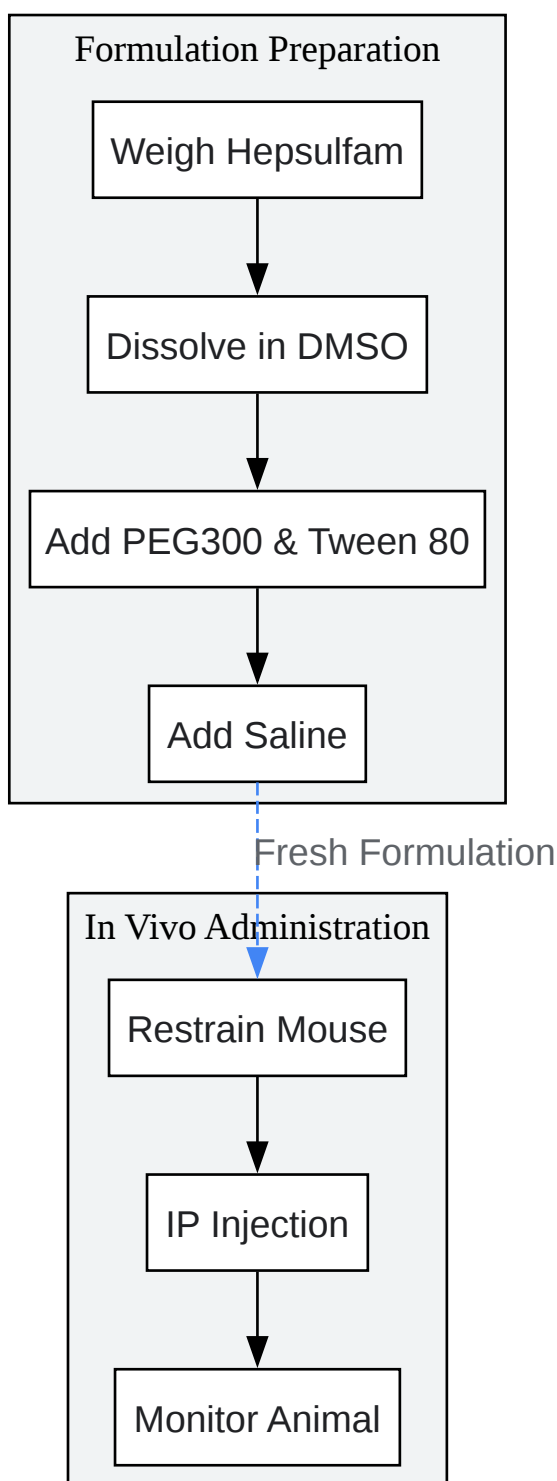 Formulation Preparation
Weigh Hepsulfam
Dissolve in DMSO
Add PEG300 & Tween 80
Add Saline
Fresh Formulation
In Vivo Administration
Restrain Mouse
IP Injection
Monitor Animal